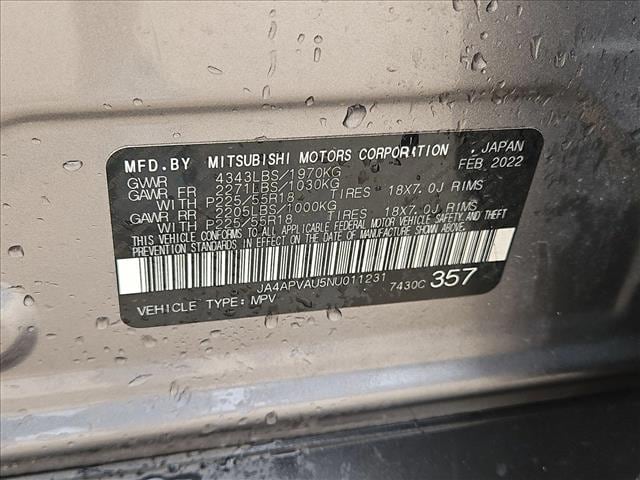 MFD.BY MITSUBISHI MOTORS CORPORATION , JAPAN
GVWR 4343LBS/1970KG FEB 2022
GAWR FR 2271LBS/1030KG
WITH P225/55R18 TIRES 18X7.0J RIMS
GAWR RR 2205LBS/1000KG
WITH P225/55R18 TIRES 18X7.0J RIMS
THIS VEHICLE CONFORMS TO ALL APPLICABLE FEDERAL MOTOR VEHICLE SAFETY AND THEFT
PREVENTION STANDARDS IN EFFECT ON THE DATE OF MANUFACTURE SHOWN ABOVE.
JA4APVAU5NU011231 7430C 357
VEHICLE TYPE: MPV